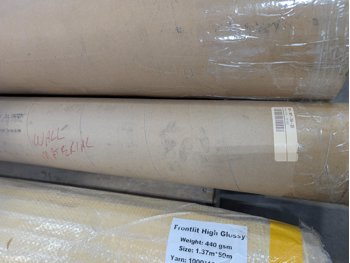 WALL
MATERIAL
Frontlit High Glossy
Weight: 440 gsm
Size: 1.37m*50m